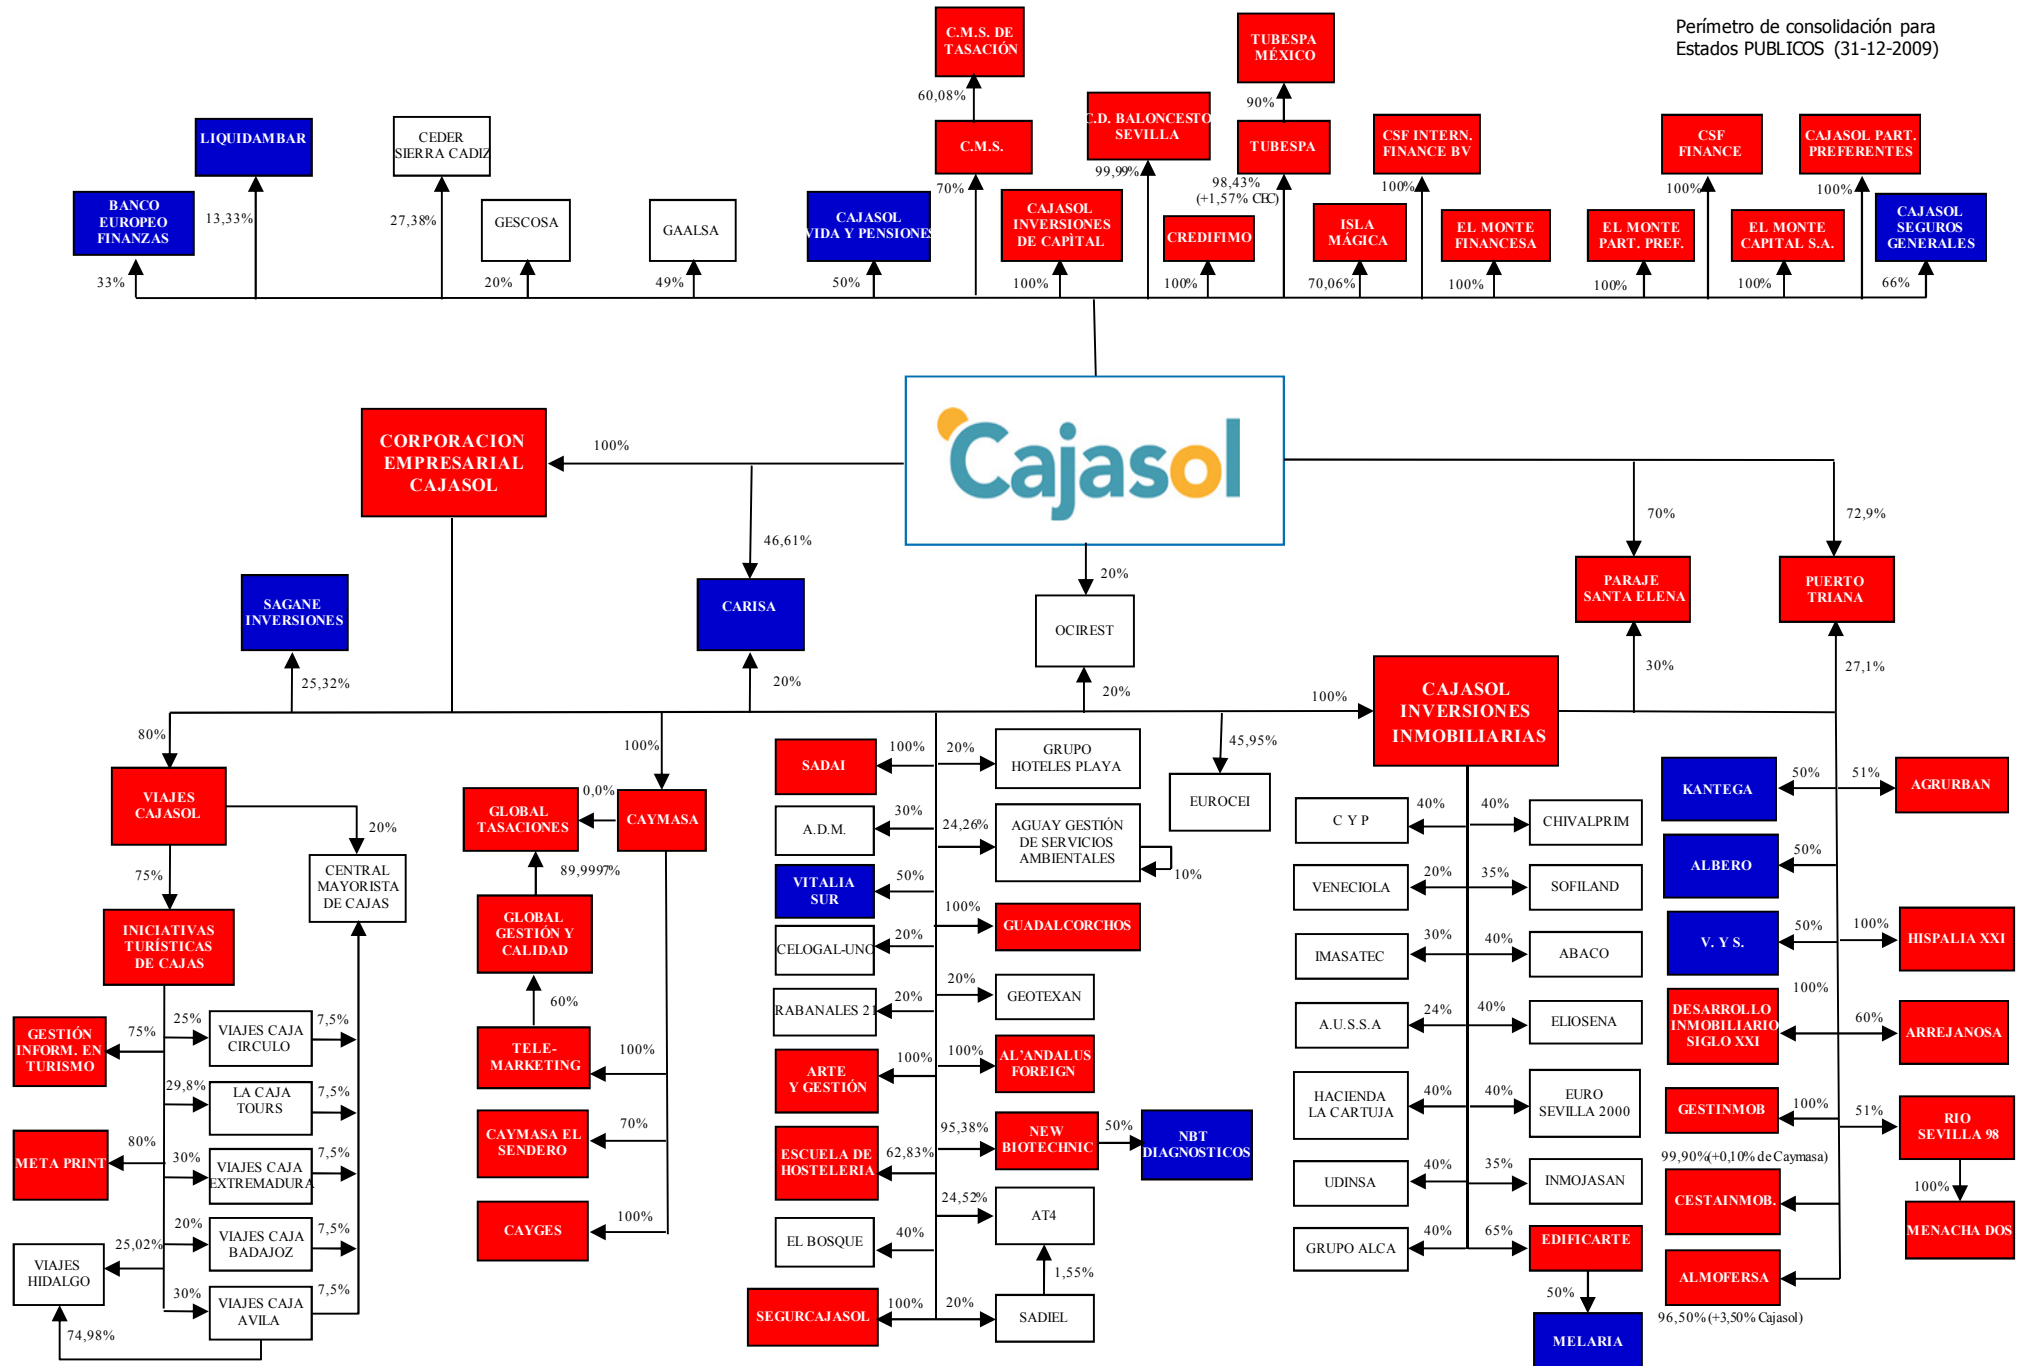 Perímetro de consolidación para
Estados PUBLICOS (31-12-2009)
C.M.S. DE
TASACIÓN
TUBESPA
MÉXICO
60,08%
90%
LIQUIDAMBAR
CEDER
SIERRA CADIZ
C.M.S.
C.D. BALONCESTO
SEVILLA
TUBESPA
CSF INTERN.
FINANCE BV
CSF
FINANCE
CAJASOL PART.
PREFERENTES
BANCO
EUROPEO
FINANZAS
13,33%
27,38%
GESCOSA
GAALSA
CAJASOL
VIDA Y PENSIONES
70%
CAJASOL
INVERSIONES
DE CAPÌTAL
99,99%
CREDIFIMO
98,43%
(+1,57% CEC)
ISLA
MÁGICA
100%
EL MONTE
FINANCESA
EL MONTE
PART. PREF.
100%
EL MONTE
CAPITAL S.A.
100%
CAJASOL
SEGUROS
GENERALES
33%
20%
49%
50%
100%
100%
70,06%
100%
100%
100%
66%
CORPORACION
EMPRESARIAL
CAJASOL
100%
Cajasol
46,61%
20%
70%
72,9%
SAGANE
INVERSIONES
CARISA
OCIREST
PARAJE
SANTA ELENA
PUERTO
TRIANA
25,32%
20%
20%
100%
CAJASOL
INVERSIONES
INMOBILIARIAS
30%
27,1%
80%
100%
45,95%
VIAJES
CAJASOL
20%
75%
CENTRAL
MAYORISTA
DE CAJAS
INICIATIVAS
TURÍSTICAS
DE CAJAS
GLOBAL
TASACIONES
0,0%
CAYMASA
89,9997%
GLOBAL
GESTIÓN Y
CALIDAD
60%
TELE-
MARKETING
100%
CAYMASA EL
SENDERO
70%
CAYGES
100%
GESTIÓN
INFORM. EN
TURISMO
75%
25%
VIAJES CAJA
CIRCULO
7,5%
29,8%
LA CAJA
TOURS
7,5%
META PRINT
80%
30%
VIAJES CAJA
EXTREMADURA
7,5%
20%
VIAJES CAJA
BADAJOZ
7,5%
VIAJES
HIDALGO
25,02%
30%
VIAJES CAJA
AVILA
7,5%
74,98%
SADAI
100%
20%
GRUPO
HOTELES PLAYA
EUROCEI
A.D.M.
30%
24,26%
AGUAY GESTIÓN
DE SERVICIOS
AMBIENTALES
10%
VITALIA
SUR
50%
100%
GUADALCORCHOS
CELOGAL-UNO
20%
RABANALES 21
20%
20%
GEOTEXAN
ARTE
Y GESTIÓN
100%
100%
AL'ANDALUS
FOREIGN
ESCUELA DE
HOSTELERIA
62,83%
95,38%
NEW
BIOTECHNIC
50%
NBT
DIAGNOSTICOS
EL BOSQUE
40%
24,52%
AT4
1,55%
SEGURCAJASOL
100%
20%
SADIEL
C Y P
40%
40%
CHIVALPRIM
VENECIOLA
20%
35%
SOFILAND
IMASATEC
30%
40%
ABACO
A.U.S.S.A
24%
40%
ELIOSENA
HACIENDA
LA CARTUJA
40%
40%
EURO
SEVILLA 2000
UDINSA
40%
35%
INMOJASAN
GRUPO ALCA
40%
65%
EDIFICARTE
50%
MELARIA
KANTEGA
50%
51%
AGRURBAN
ALBERO
50%
V. Y S.
50%
100%
HISPALIA XXI
DESARROLLO
INMOBILIARIO
SIGLO XXI
100%
60%
ARREJANOSA
GESTINMOB
100%
51%
RIO
SEVILLA 98
99,90%(+0,10% de Caymasa)
CESTAINMOB.
100%
MENACHA DOS
ALMOFERSA
96,50%(+3,50% Cajasol)